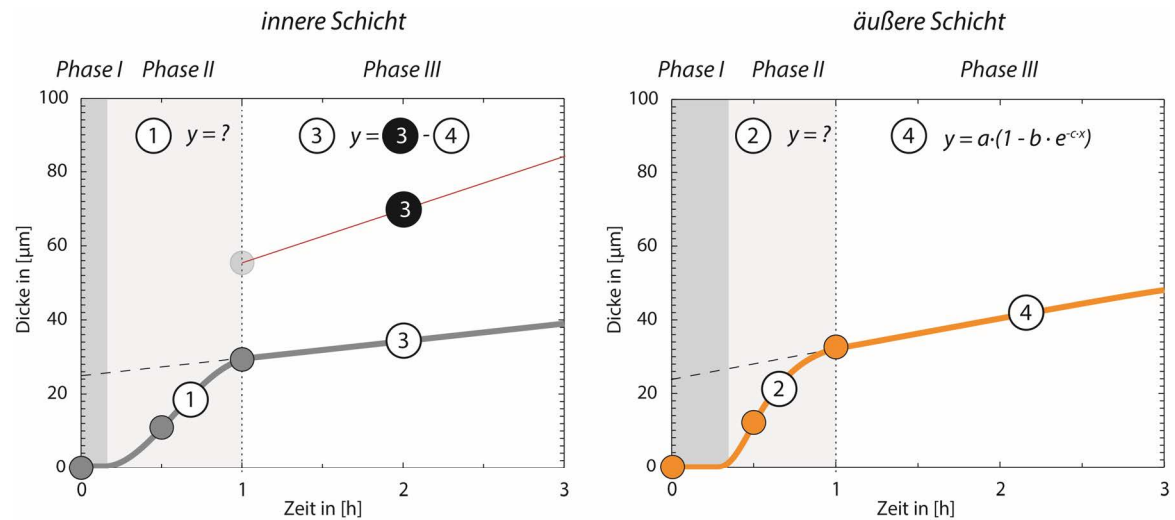 innere Schicht
Phase I Phase II Phase III
100
80
60
40
20
0
Dicke in [µm]
1 y = ?
3 y = 3 - 4
3
3
1
0 1 2 3
Zeit in [h]
äußere Schicht
Phase I Phase II Phase III
100
80
60
40
20
0
Dicke in [µm]
2 y = ?
4 y = a·(1 - b · e^-c·x)
4
2
0 1 2 3
Zeit in [h]